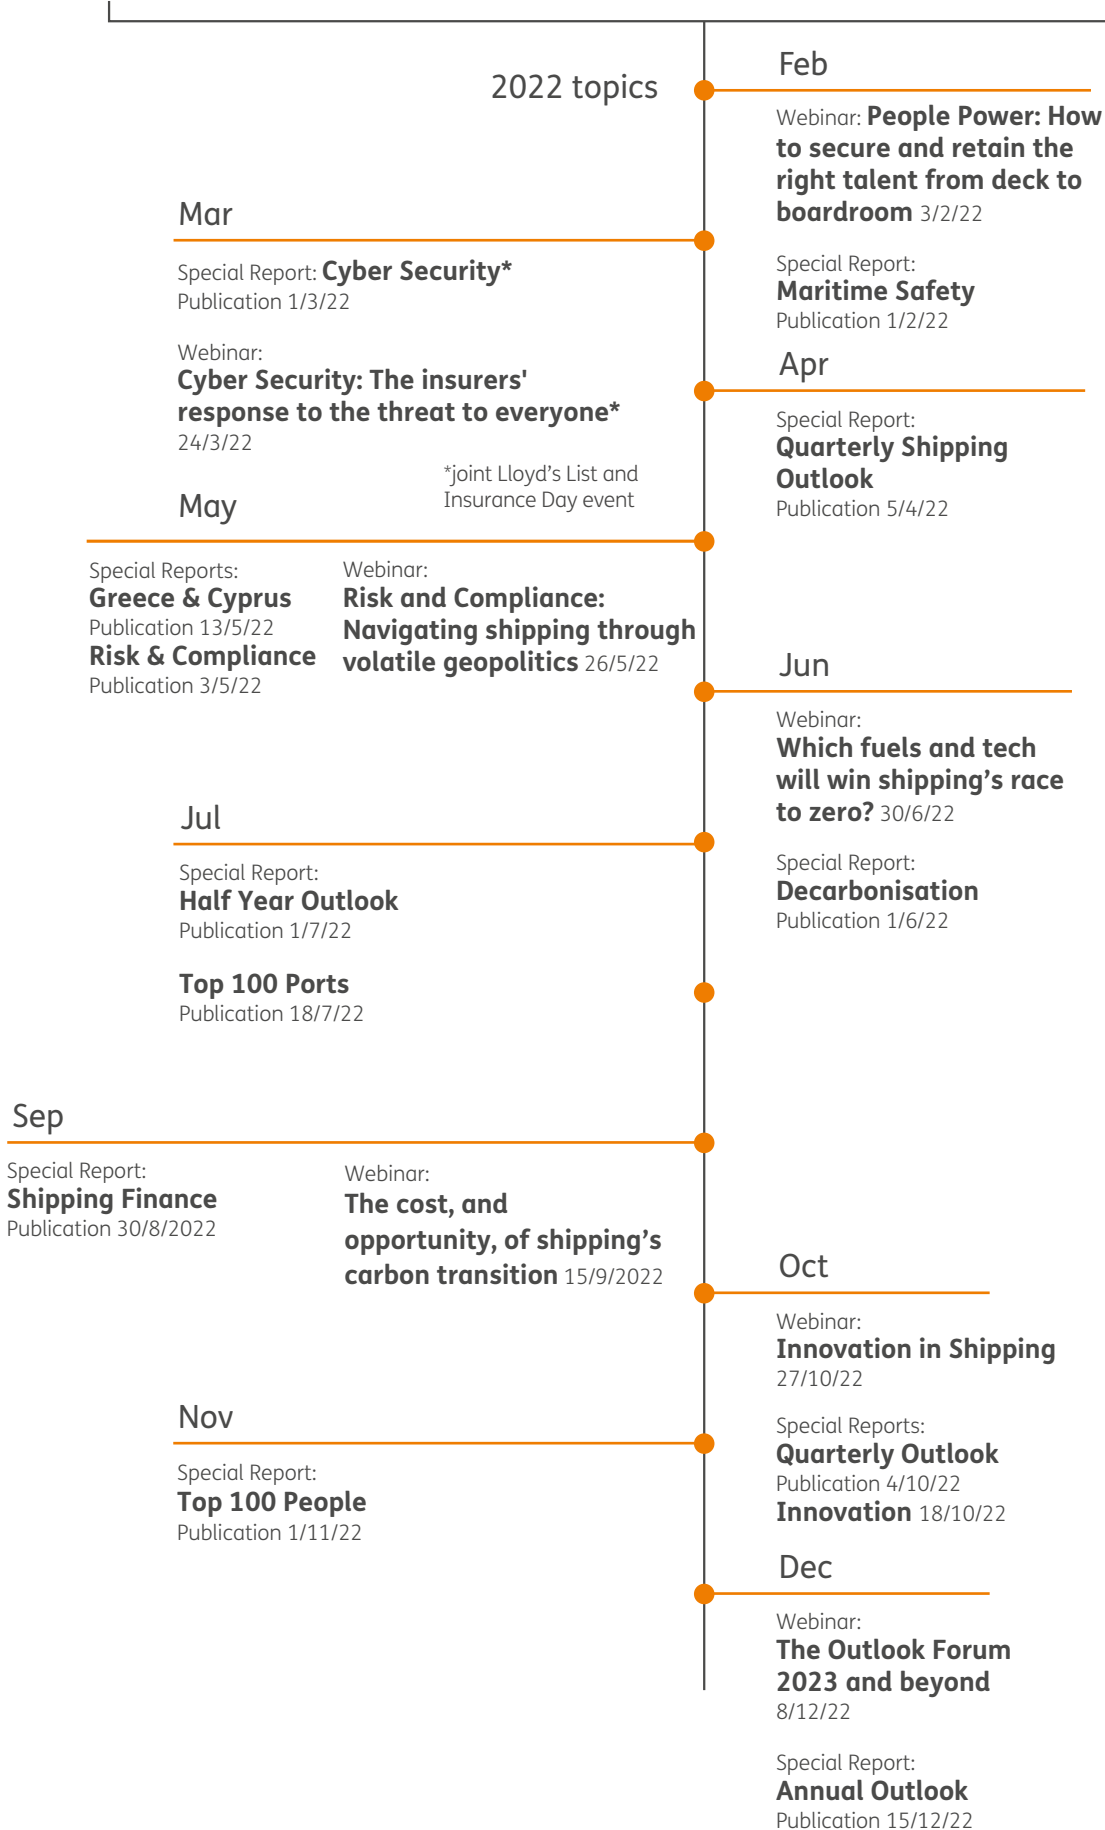 2022 topics
Feb
Webinar: People Power: How
to secure and retain the
right talent from deck to
boardroom 3/2/22
Special Report:
Maritime Safety
Publication 1/2/22
Mar
Special Report: Cyber Security*
Publication 1/3/22
Webinar:
Cyber Security: The insurers'
response to the threat to everyone*
24/3/22
*joint Lloyd’s List and
Insurance Day event
Apr
Special Report:
Quarterly Shipping
Outlook
Publication 5/4/22
May
Special Reports:
Greece & Cyprus
Publication 13/5/22
Risk & Compliance
Publication 3/5/22
Webinar:
Risk and Compliance:
Navigating shipping through
volatile geopolitics 26/5/22
Jun
Webinar:
Which fuels and tech
will win shipping’s race
to zero? 30/6/22
Special Report:
Decarbonisation
Publication 1/6/22
Jul
Special Report:
Half Year Outlook
Publication 1/7/22
Top 100 Ports
Publication 18/7/22
Sep
Special Report:
Shipping Finance
Publication 30/8/2022
Webinar:
The cost, and
opportunity, of shipping’s
carbon transition 15/9/2022
Oct
Webinar:
Innovation in Shipping
27/10/22
Special Reports:
Quarterly Outlook
Publication 4/10/22
Innovation 18/10/22
Nov
Special Report:
Top 100 People
Publication 1/11/22
Dec
Webinar:
The Outlook Forum
2023 and beyond
8/12/22
Special Report:
Annual Outlook
Publication 15/12/22